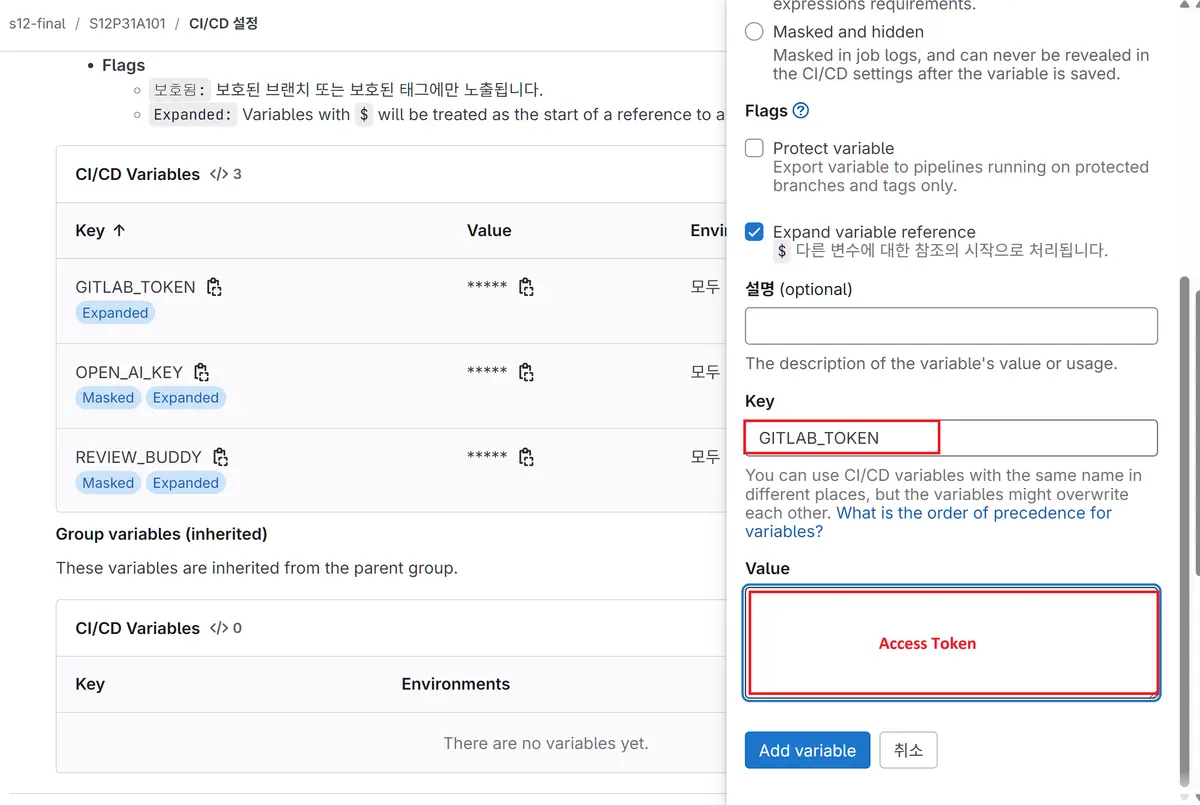 s12-final / S12P31A101 / CI/CD 설정
• Flags
◦ 보호됨: 보호된 브랜치 또는 보호된 태그에만 노출됩니다.
◦ Expanded: Variables with $ will be treated as the start of a reference to a
CI/CD Variables </> 3
Key ↑ Value Envi
GITLAB_TOKEN ***** 모두
Expanded
OPEN_AI_KEY ***** 모두
Masked Expanded
REVIEW_BUDDY ***** 모두
Masked Expanded
Group variables (inherited)
These variables are inherited from the parent group.
CI/CD Variables </> 0
Key Environments
There are no variables yet.
expressions requirements.
Masked and hidden
Masked in job logs, and can never be revealed in
the CI/CD settings after the variable is saved.
Flags ?
Protect variable
Export variable to pipelines running on protected
branches and tags only.
Expand variable reference
$ 다른 변수에 대한 참조의 시작으로 처리됩니다.
설명 (optional)
The description of the variable's value or usage.
Key
GITLAB_TOKEN
You can use CI/CD variables with the same name in
different places, but the variables might overwrite
each other. What is the order of precedence for
variables?
Value
Access Token
Add variable 취소